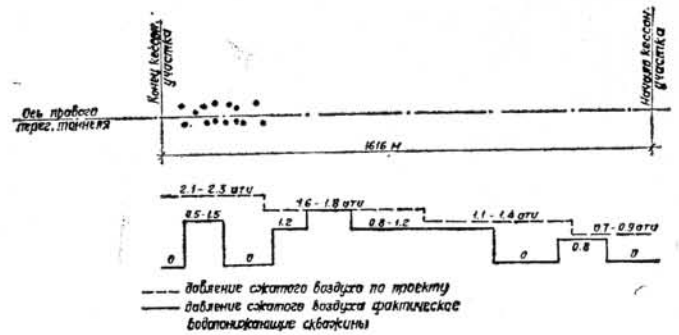 Конец кессон.
участка
Начало кессон.
участка
Ось правого
перег. тоннеля
1616 м
2.1-2.3 ати
1.6-1.8 ати
0.5-1.5
1.2
0.8-1.2
1.1-1.4 ати
0.7-0.9 ати
0.8
0
0
0
0
давление сжатого воздуха по проекту
давление сжатого воздуха фактическое
водопонижающие скважины